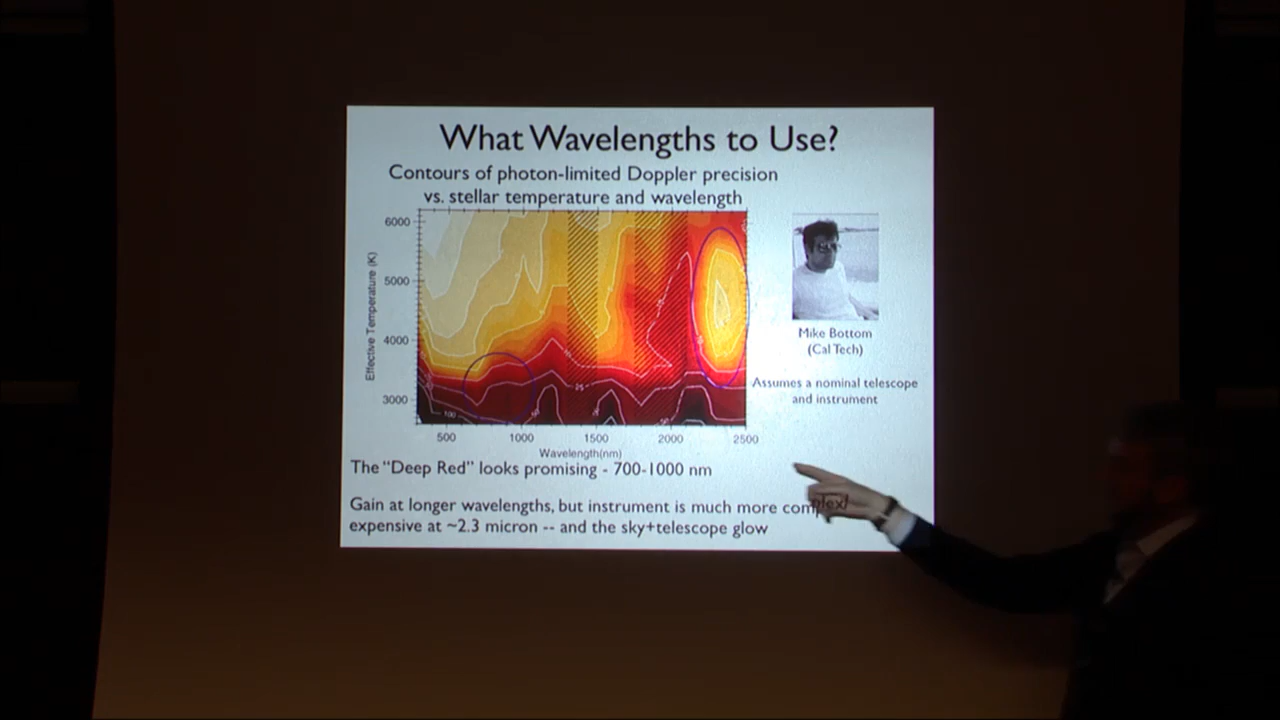 What Wavelengths to Use?
Contours of photon-limited Doppler precision
vs. stellar temperature and wavelength
6000
5000
4000
3000
Effective Temperature (K)
100
25
500
1000
1500
2000
2500
Wavelength(nm)
Mike Bottom
(Cal Tech)
Assumes a nominal telescope
and instrument
The "Deep Red" looks promising - 700-1000 nm
Gain at longer wavelengths, but instrument is much more complex/
expensive at ~2.3 micron -- and the sky+telescope glow